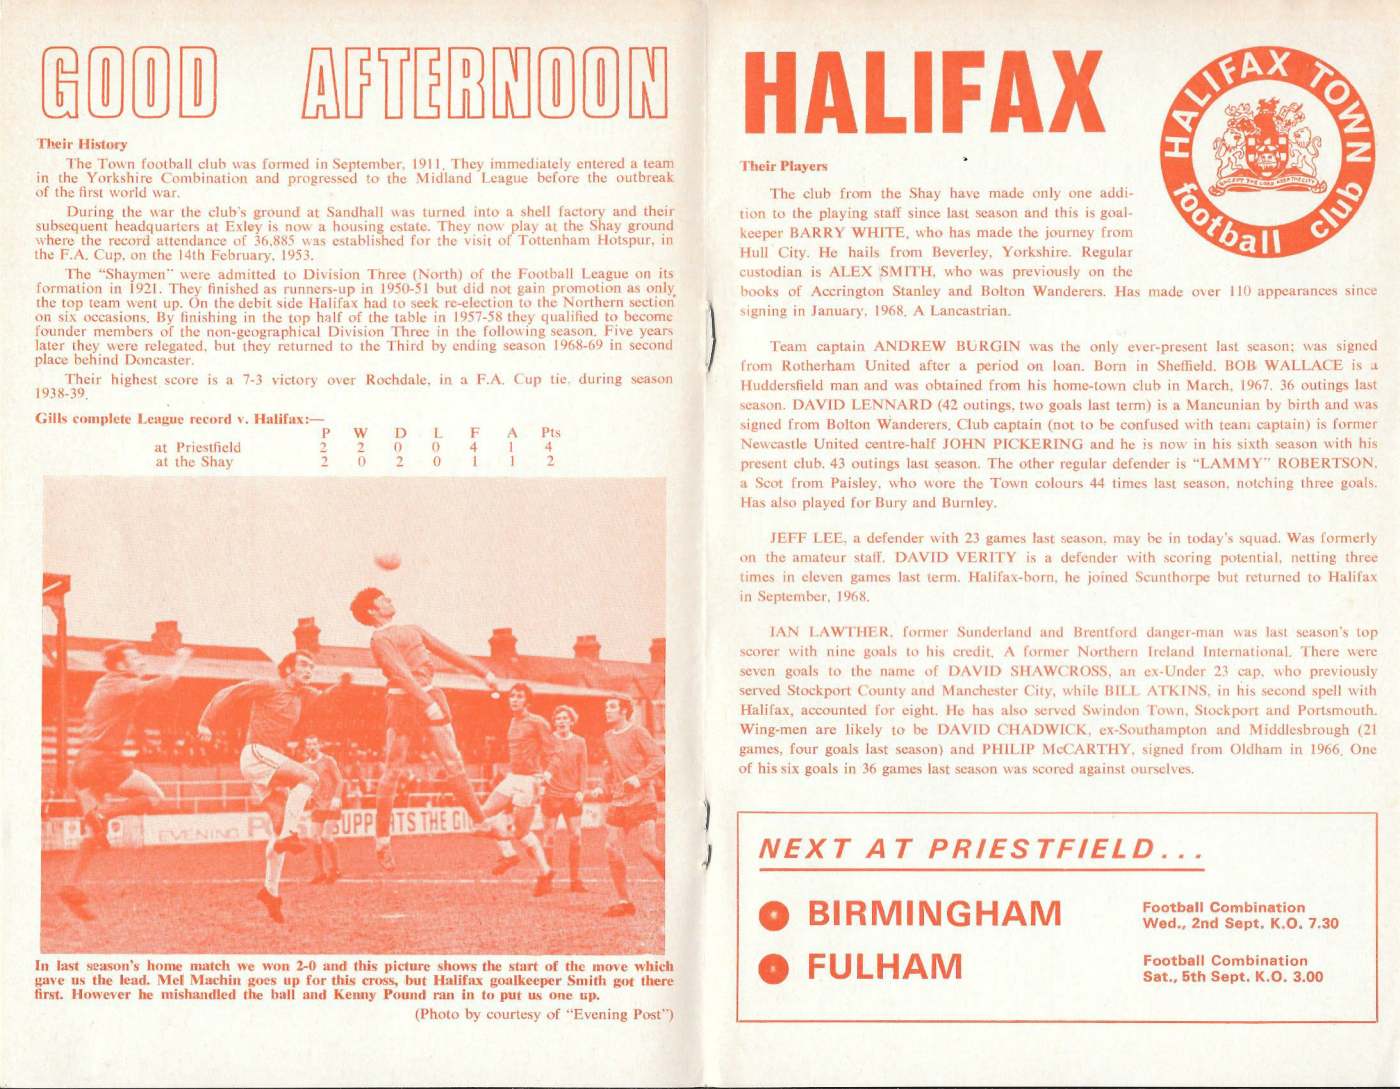 GOOD AFTERNOON
Their History
The Town football club was formed in September, 1911. They immediately entered a team
in the Yorkshire Combination and progressed to the Midland League before the outbreak
of the first world war.
During the war the club's ground at Sandhall was turned into a shell factory and their
subsequent headquarters at Exley is now a housing estate. They now play at the Shay ground
where the record attendance of 36,885 was established for the visit of Tottenham Hotspur, in
the F.A. Cup, on the 14th February, 1953.
The "Shaymen" were admitted to Division Three (North) of the Football League on its
formation in 1921. They finished as runners-up in 1950-51 but did not gain promotion as only
the top team went up. On the debit side Halifax had to seek re-election to the Northern section
on six occasions. By finishing in the top half of the table in 1957-58 they qualified to become
founder members of the non-geographical Division Three in the following season. Five years
later they were relegated, but they returned to the Third by ending season 1968-69 in second
place behind Doncaster.
Their highest score is a 7-3 victory over Rochdale, in a F.A. Cup tie, during season
1938-39.
Gills complete League record v. Halifax:—
P W D L F A Pts
at Priestfield 2 2 0 0 4 1 4
at the Shay 2 0 2 0 1 1 2
EVENING PO SUPPORTS THE GI
In last season's home match we won 2-0 and this picture shows the start of the move which
gave us the lead. Mel Machin goes up for this cross, but Halifax goalkeeper Smith got there
first. However he mishandled the ball and Kenny Pound ran in to put us one up.
(Photo by courtesy of "Evening Post")
HALIFAX
HALIFAX TOWN
football club
EXCEPT THE LORD KEEP THE CITY
Their Players
The club from the Shay have made only one addi-
tion to the playing staff since last season and this is goal-
keeper BARRY WHITE, who has made the journey from
Hull City. He hails from Beverley, Yorkshire. Regular
custodian is ALEX SMITH, who was previously on the
books of Accrington Stanley and Bolton Wanderers. Has made over 110 appearances since
signing in January, 1968. A Lancastrian.
Team captain ANDREW BURGIN was the only ever-present last season; was signed
from Rotherham United after a period on loan. Born in Sheffield. BOB WALLACE is a
Huddersfield man and was obtained from his home-town club in March, 1967. 36 outings last
season. DAVID LENNARD (42 outings, two goals last term) is a Mancunian by birth and was
signed from Bolton Wanderers. Club captain (not to be confused with team captain) is former
Newcastle United centre-half JOHN PICKERING and he is now in his sixth season with his
present club. 43 outings last season. The other regular defender is "LAMMY" ROBERTSON,
a Scot from Paisley, who wore the Town colours 44 times last season, notching three goals.
Has also played for Bury and Burnley.
JEFF LEE, a defender with 23 games last season, may be in today's squad. Was formerly
on the amateur staff. DAVID VERITY is a defender with scoring potential, netting three
times in eleven games last term. Halifax-born, he joined Scunthorpe but returned to Halifax
in September, 1968.
IAN LAWTHER, former Sunderland and Brentford danger-man was last season's top
scorer with nine goals to his credit. A former Northern Ireland International. There were
seven goals to the name of DAVID SHAWCROSS, an ex-Under 23 cap, who previously
served Stockport County and Manchester City, while BILL ATKINS, in his second spell with
Halifax, accounted for eight. He has also served Swindon Town, Stockport and Portsmouth.
Wing-men are likely to be DAVID CHADWICK, ex-Southampton and Middlesbrough (21
games, four goals last season) and PHILIP McCARTHY, signed from Oldham in 1966. One
of his six goals in 36 games last season was scored against ourselves.
NEXT AT PRIESTFIELD...
BIRMINGHAM Football Combination
Wed., 2nd Sept. K.O. 7.30
FULHAM Football Combination
Sat., 5th Sept. K.O. 3.00